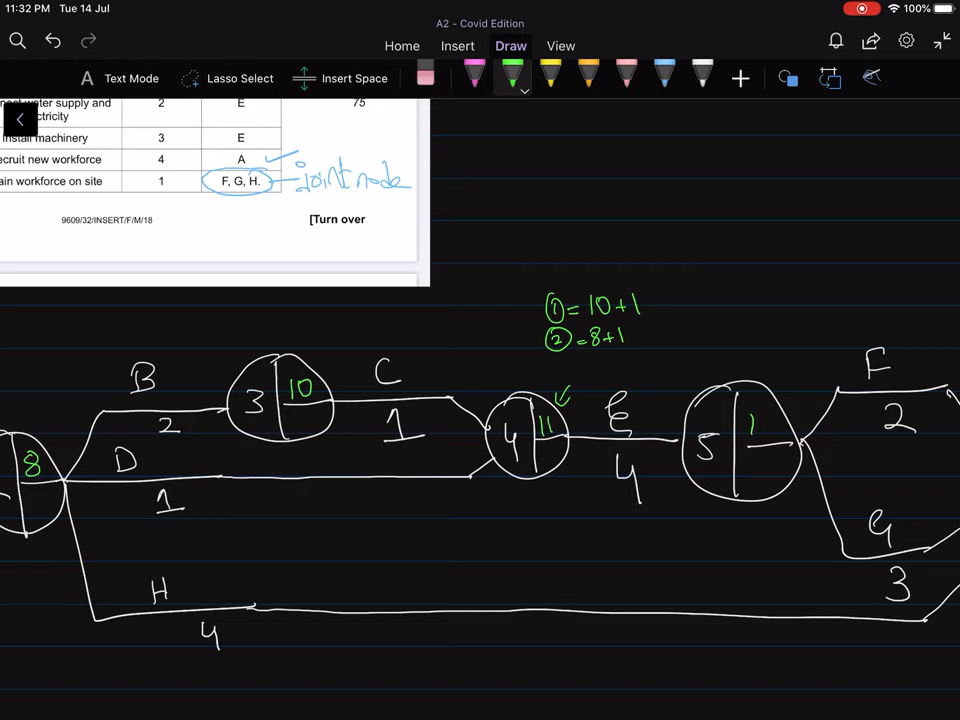 11:32 PM Tue 14 Jul
100%
A2 - Covid Edition
Home Insert Draw View
A Text Mode Lasso Select Insert Space
nect water supply and 2 E 75
ctricity
nstall machinery 3 E
ecruit new workforce 4 A
ain workforce on site 1 F, G, H. joint node
9609/32/INSERT/F/M/18 [Turn over
① = 10+1
② = 8+1
B 2
3 10
C 1
4 11
E 4
5 1
F 2
8
D 1
G 3
H 4